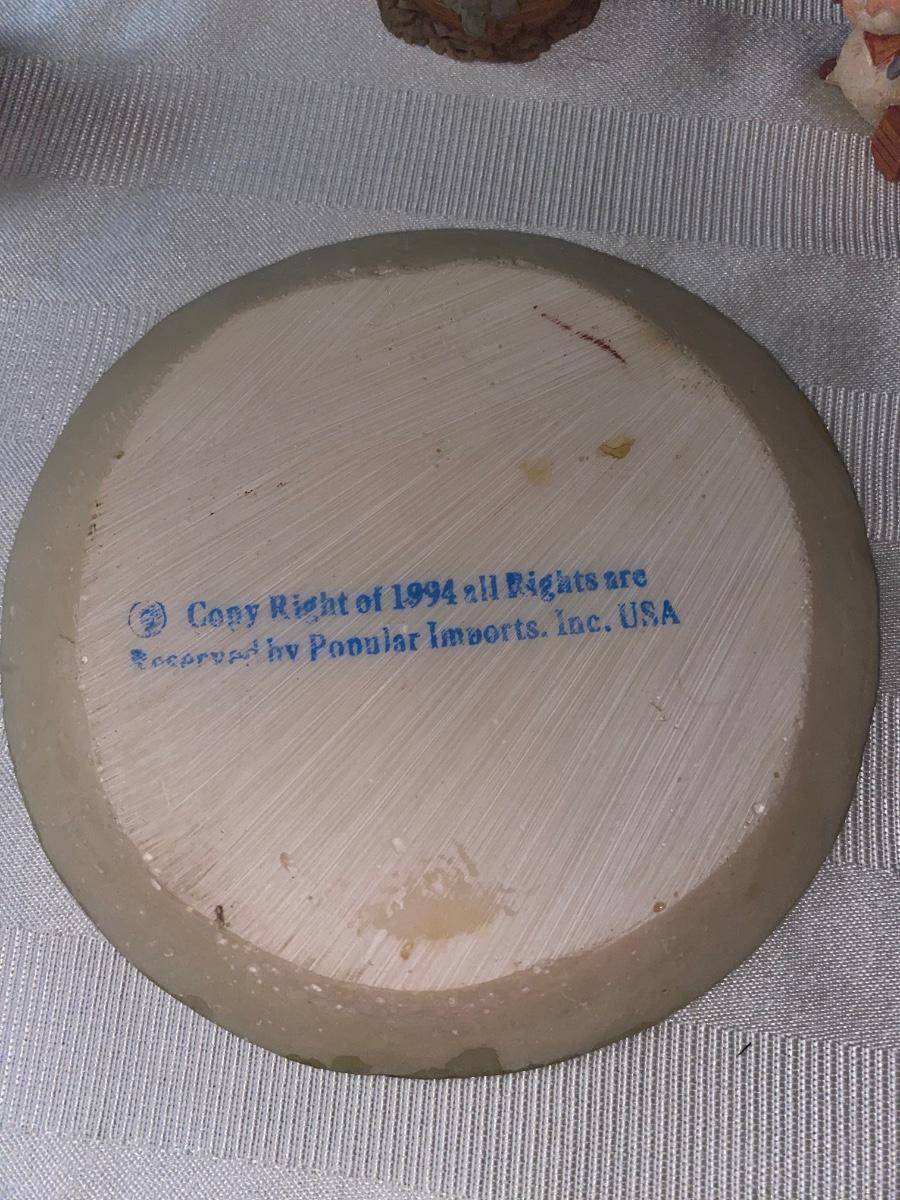 © Copy Right of 1994 all Rights are
Reserved by Popular Imports. Inc. USA